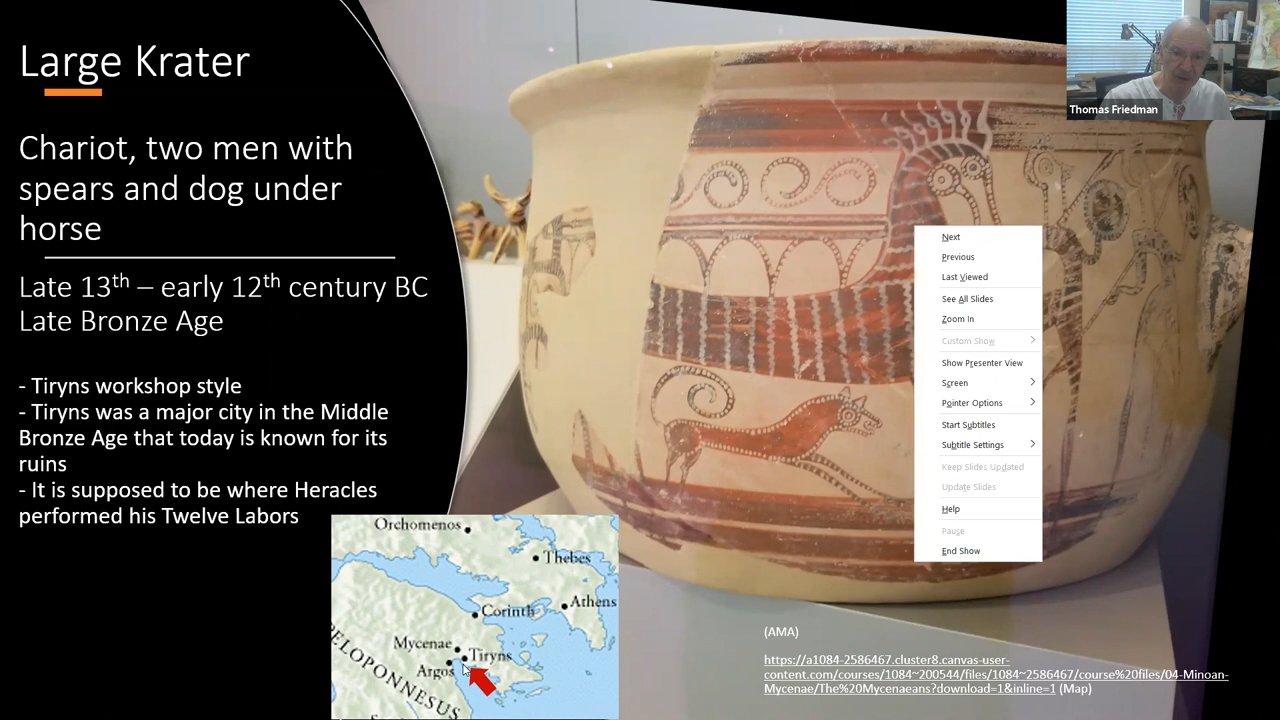 Large Krater
Chariot, two men with
spears and dog under
horse
Late 13th – early 12th century BC
Late Bronze Age
- Tiryns workshop style
- Tiryns was a major city in the Middle
Bronze Age that today is known for its
ruins
- It is supposed to be where Heracles
performed his Twelve Labors
Orchomenos
Thebes
Athens
Corinth
Mycenae
Tiryns
Argos
PELOPONNESUS
Thomas Friedman
Next
Previous
Last Viewed
See All Slides
Zoom In
Custom Show
Show Presenter View
Screen
Pointer Options
Start Subtitles
Subtitle Settings
Keep Slides Updated
Update Slides
Help
Pause
End Show
(AMA)
https://a1084-2586467.cluster8.canvas-user-
content.com/courses/1084~200544/files/1084~2586467/course%20files/04-Minoan-
Mycenae/The%20Mycenaeans?download=1&inline=1 (Map)